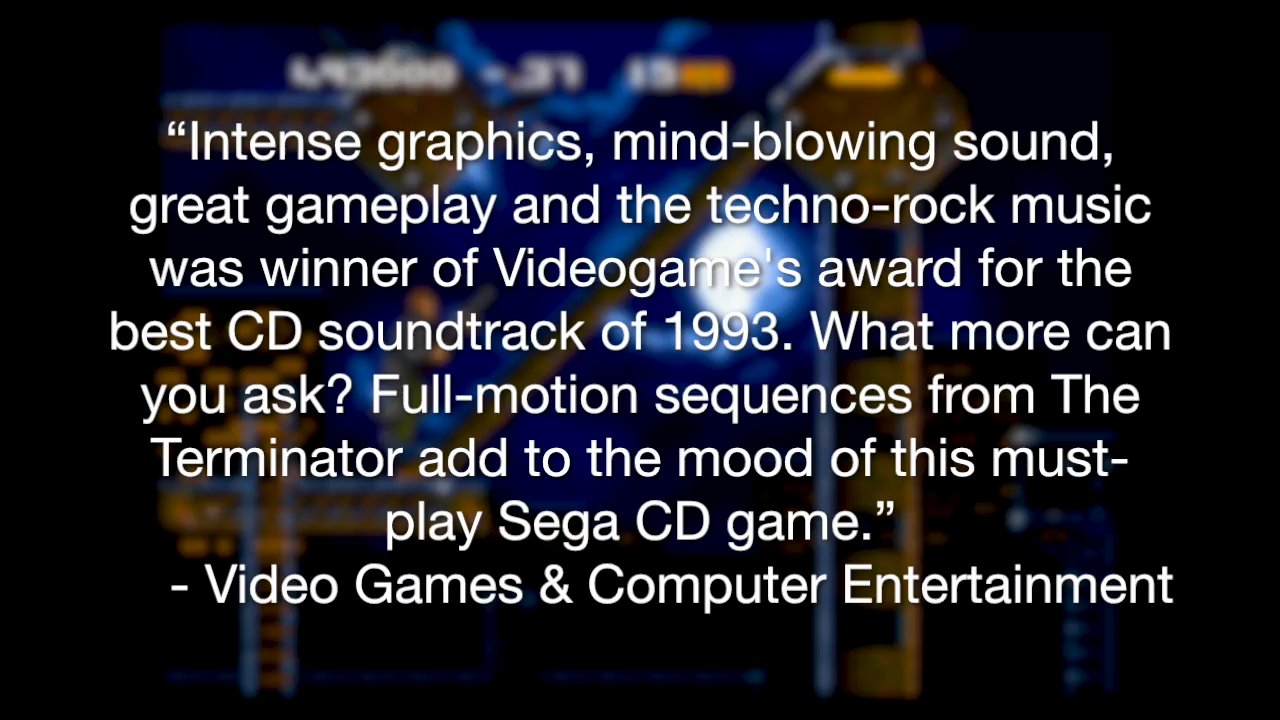 “Intense graphics, mind-blowing sound,
great gameplay and the techno-rock music
was winner of Videogame's award for the
best CD soundtrack of 1993. What more can
you ask? Full-motion sequences from The
Terminator add to the mood of this must-
play Sega CD game.”
- Video Games & Computer Entertainment